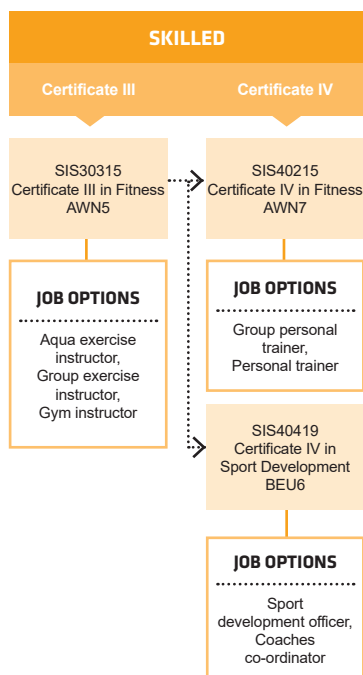 SKILLED
Certificate III
Certificate IV
SIS30315
Certificate III in Fitness
AWN5
JOB OPTIONS
Aqua exercise
instructor,
Group exercise
instructor,
Gym instructor
SIS40215
Certificate IV in Fitness
AWN7
JOB OPTIONS
Group personal
trainer,
Personal trainer
SIS40419
Certificate IV in
Sport Development
BEU6
JOB OPTIONS
Sport
development officer,
Coaches
co-ordinator